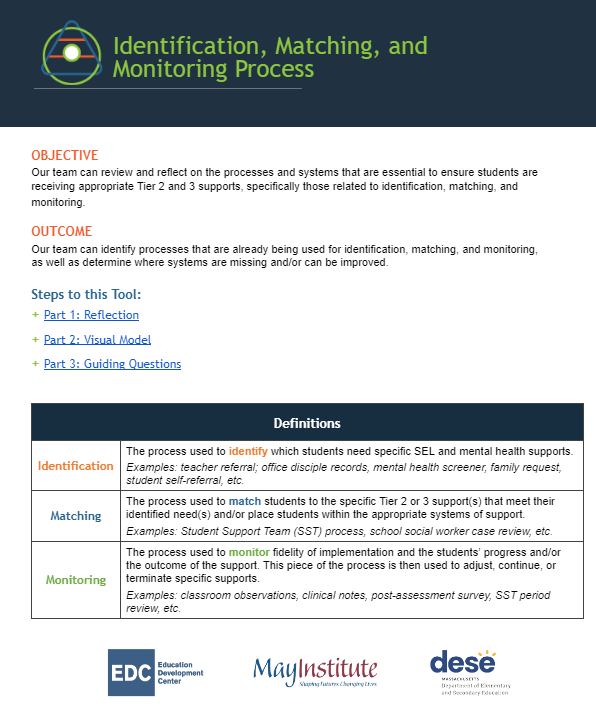 Identification, Matching, and
Monitoring Process
OBJECTIVE
Our team can review and reflect on the processes and systems that are essential to ensure students are
receiving appropriate Tier 2 and 3 supports, specifically those related to identification, matching, and
monitoring.
OUTCOME
Our team can identify processes that are already being used for identification, matching, and monitoring,
as well as determine where systems are missing and/or can be improved.
Steps to this Tool:
+ Part 1: Reflection
+ Part 2: Visual Model
+ Part 3: Guiding Questions
Definitions
Identification
The process used to identify which students need specific SEL and mental health supports.
Examples: teacher referral; office disciple records, mental health screener, family request,
student self-referral, etc.
Matching
The process used to match students to the specific Tier 2 or 3 support(s) that meet their
identified need(s) and/or place students within the appropriate systems of support.
Examples: Student Support Team (SST) process, school social worker case review, etc.
Monitoring
The process used to monitor fidelity of implementation and the students' progress and/or
the outcome of the support. This piece of the process is then used to adjust, continue, or
terminate specific supports.
Examples: classroom observations, clinical notes, post-assessment survey, SST period
review, etc.
EDC
Education
Development
Center
MayInstitute
Shaping Futures Changing Lives
dese
MASSACHUSETTS
Department of Elementary
and Secondary Education